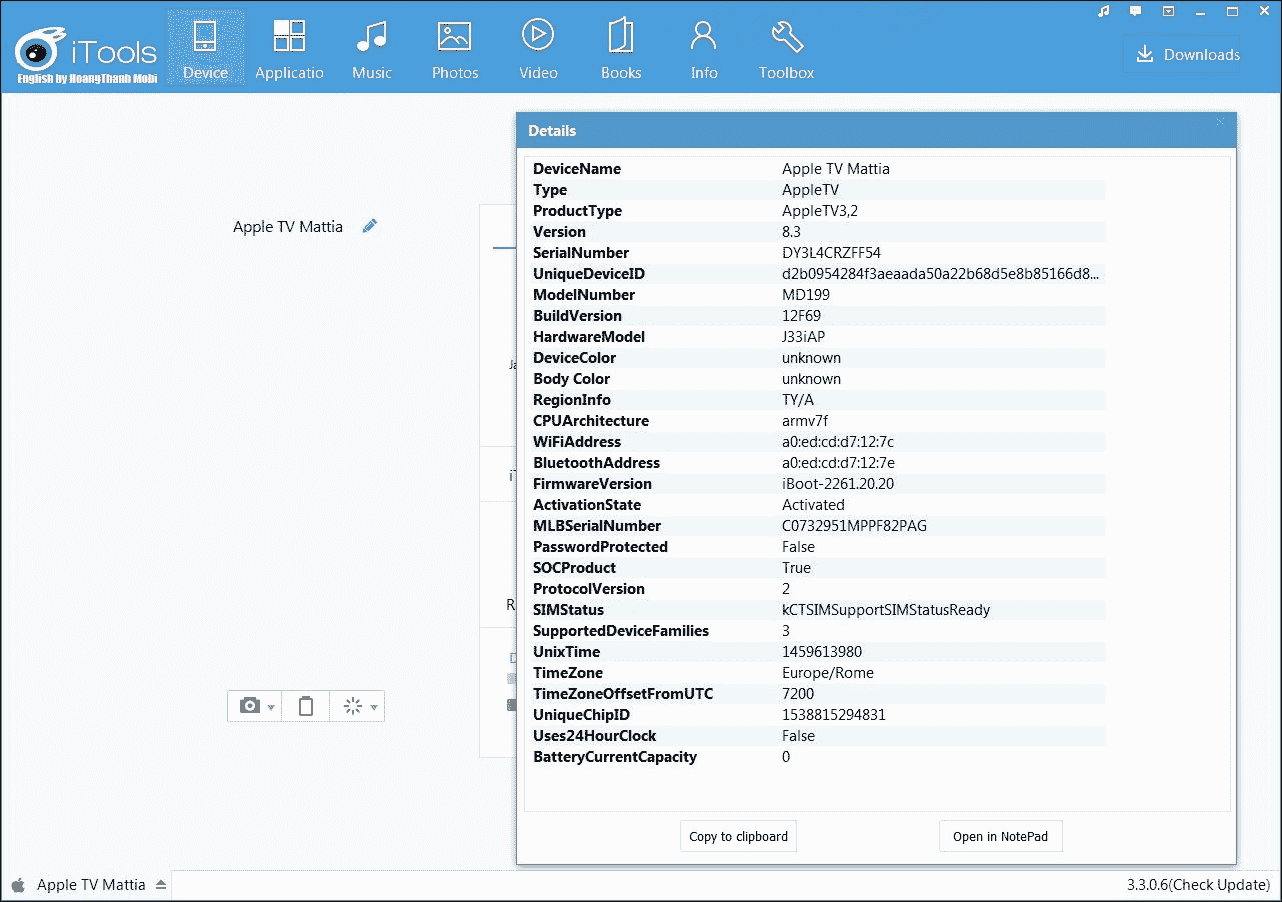 iTools
English by HoangThanh Mobi
Device
Applicatio
Music
Photos
Video
Books
Info
Toolbox
Downloads
Apple TV Mattia
Details
DeviceName Apple TV Mattia
Type AppleTV
ProductType AppleTV3,2
Version 8.3
SerialNumber DY3L4CRZFF54
UniqueDeviceID d2b0954284f3aeaada50a22b68d5e8b85166d8...
ModelNumber MD199
BuildVersion 12F69
HardwareModel J33iAP
DeviceColor unknown
Body Color unknown
RegionInfo TY/A
CPUArchitecture armv7f
WiFiAddress a0:ed:cd:d7:12:7c
BluetoothAddress a0:ed:cd:d7:12:7e
FirmwareVersion iBoot-2261.20.20
ActivationState Activated
MLBSerialNumber C0732951MPPF82PAG
PasswordProtected False
SOCProduct True
ProtocolVersion 2
SIMStatus kCTSIMSupportSIMStatusReady
SupportedDeviceFamilies 3
UnixTime 1459613980
TimeZone Europe/Rome
TimeZoneOffsetFromUTC 7200
UniqueChipID 1538815294831
Uses24HourClock False
BatteryCurrentCapacity 0
Copy to clipboard
Open in NotePad
Apple TV Mattia
3.3.0.6(Check Update)